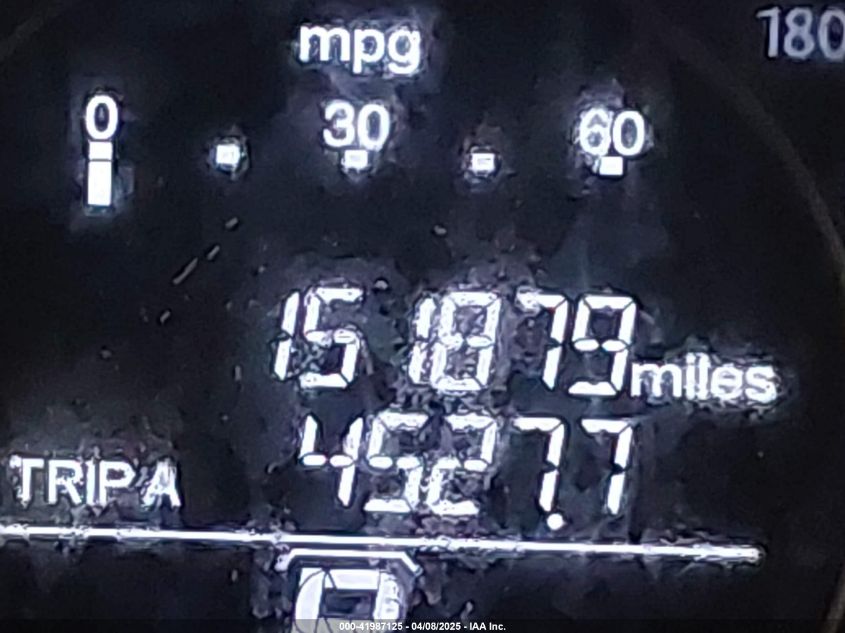 mpg 180
0 30 60
151879 miles
TRIP A 4527.7
000-41987125 - 04/08/2025 - IAA Inc.